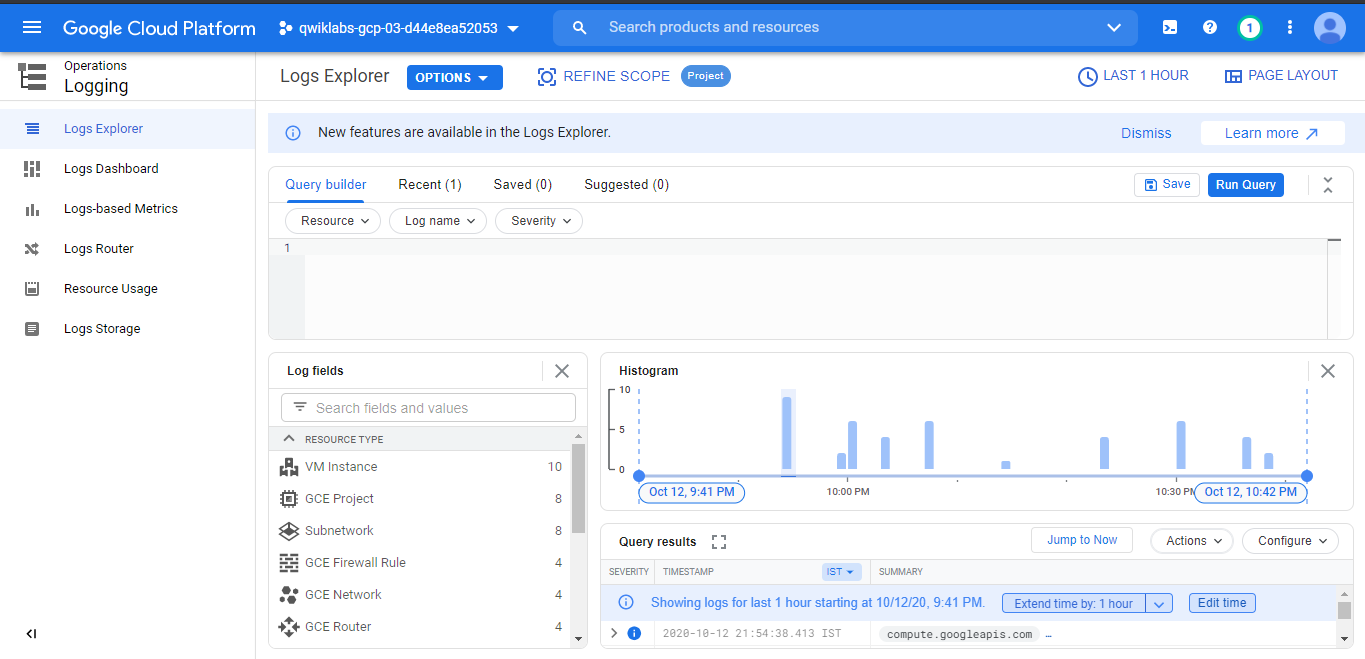 Google Cloud Platform
qwiklabs-gcp-03-d44e8ea52053
Search products and resources
1
Operations
Logging
Logs Explorer
OPTIONS
REFINE SCOPE
Project
LAST 1 HOUR
PAGE LAYOUT
Logs Explorer
Logs Dashboard
Logs-based Metrics
Logs Router
Resource Usage
Logs Storage
New features are available in the Logs Explorer.
Dismiss
Learn more
Query builder
Recent (1)
Saved (0)
Suggested (0)
Save
Run Query
Resource
Log name
Severity
1
Log fields
Search fields and values
RESOURCE TYPE
VM Instance 10
GCE Project 8
Subnetwork 8
GCE Firewall Rule 4
GCE Network 4
GCE Router 4
Histogram
10
5
0
Oct 12, 9:41 PM
10:00 PM
10:30 PM
Oct 12, 10:42 PM
Query results
Jump to Now
Actions
Configure
SEVERITY TIMESTAMP IST SUMMARY
Showing logs for last 1 hour starting at 10/12/20, 9:41 PM.
Extend time by: 1 hour
Edit time
2020-10-12 21:54:38.413 IST compute.googleapis.com …